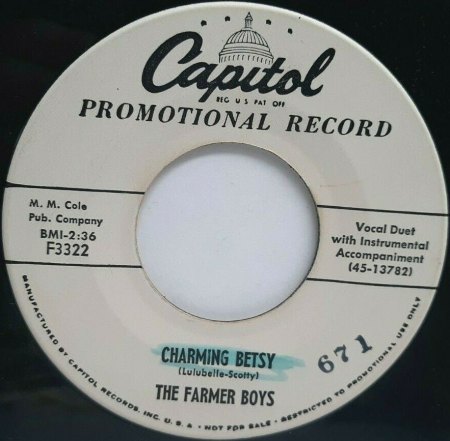 Capitol
REG U S PAT OFF
PROMOTIONAL RECORD
M. M. Cole
Pub. Company
BMI-2:36
F3322
Vocal Duet
with Instrumental
Accompaniment
(45-13782)
CHARMING BETSY
(Lulubelle-Scotty)
THE FARMER BOYS
671
MANUFACTURED BY CAPITOL RECORDS, INC. U. S. A. • NOT FOR SALE • RESTRICTED TO PROMOTIONAL USE ONLY